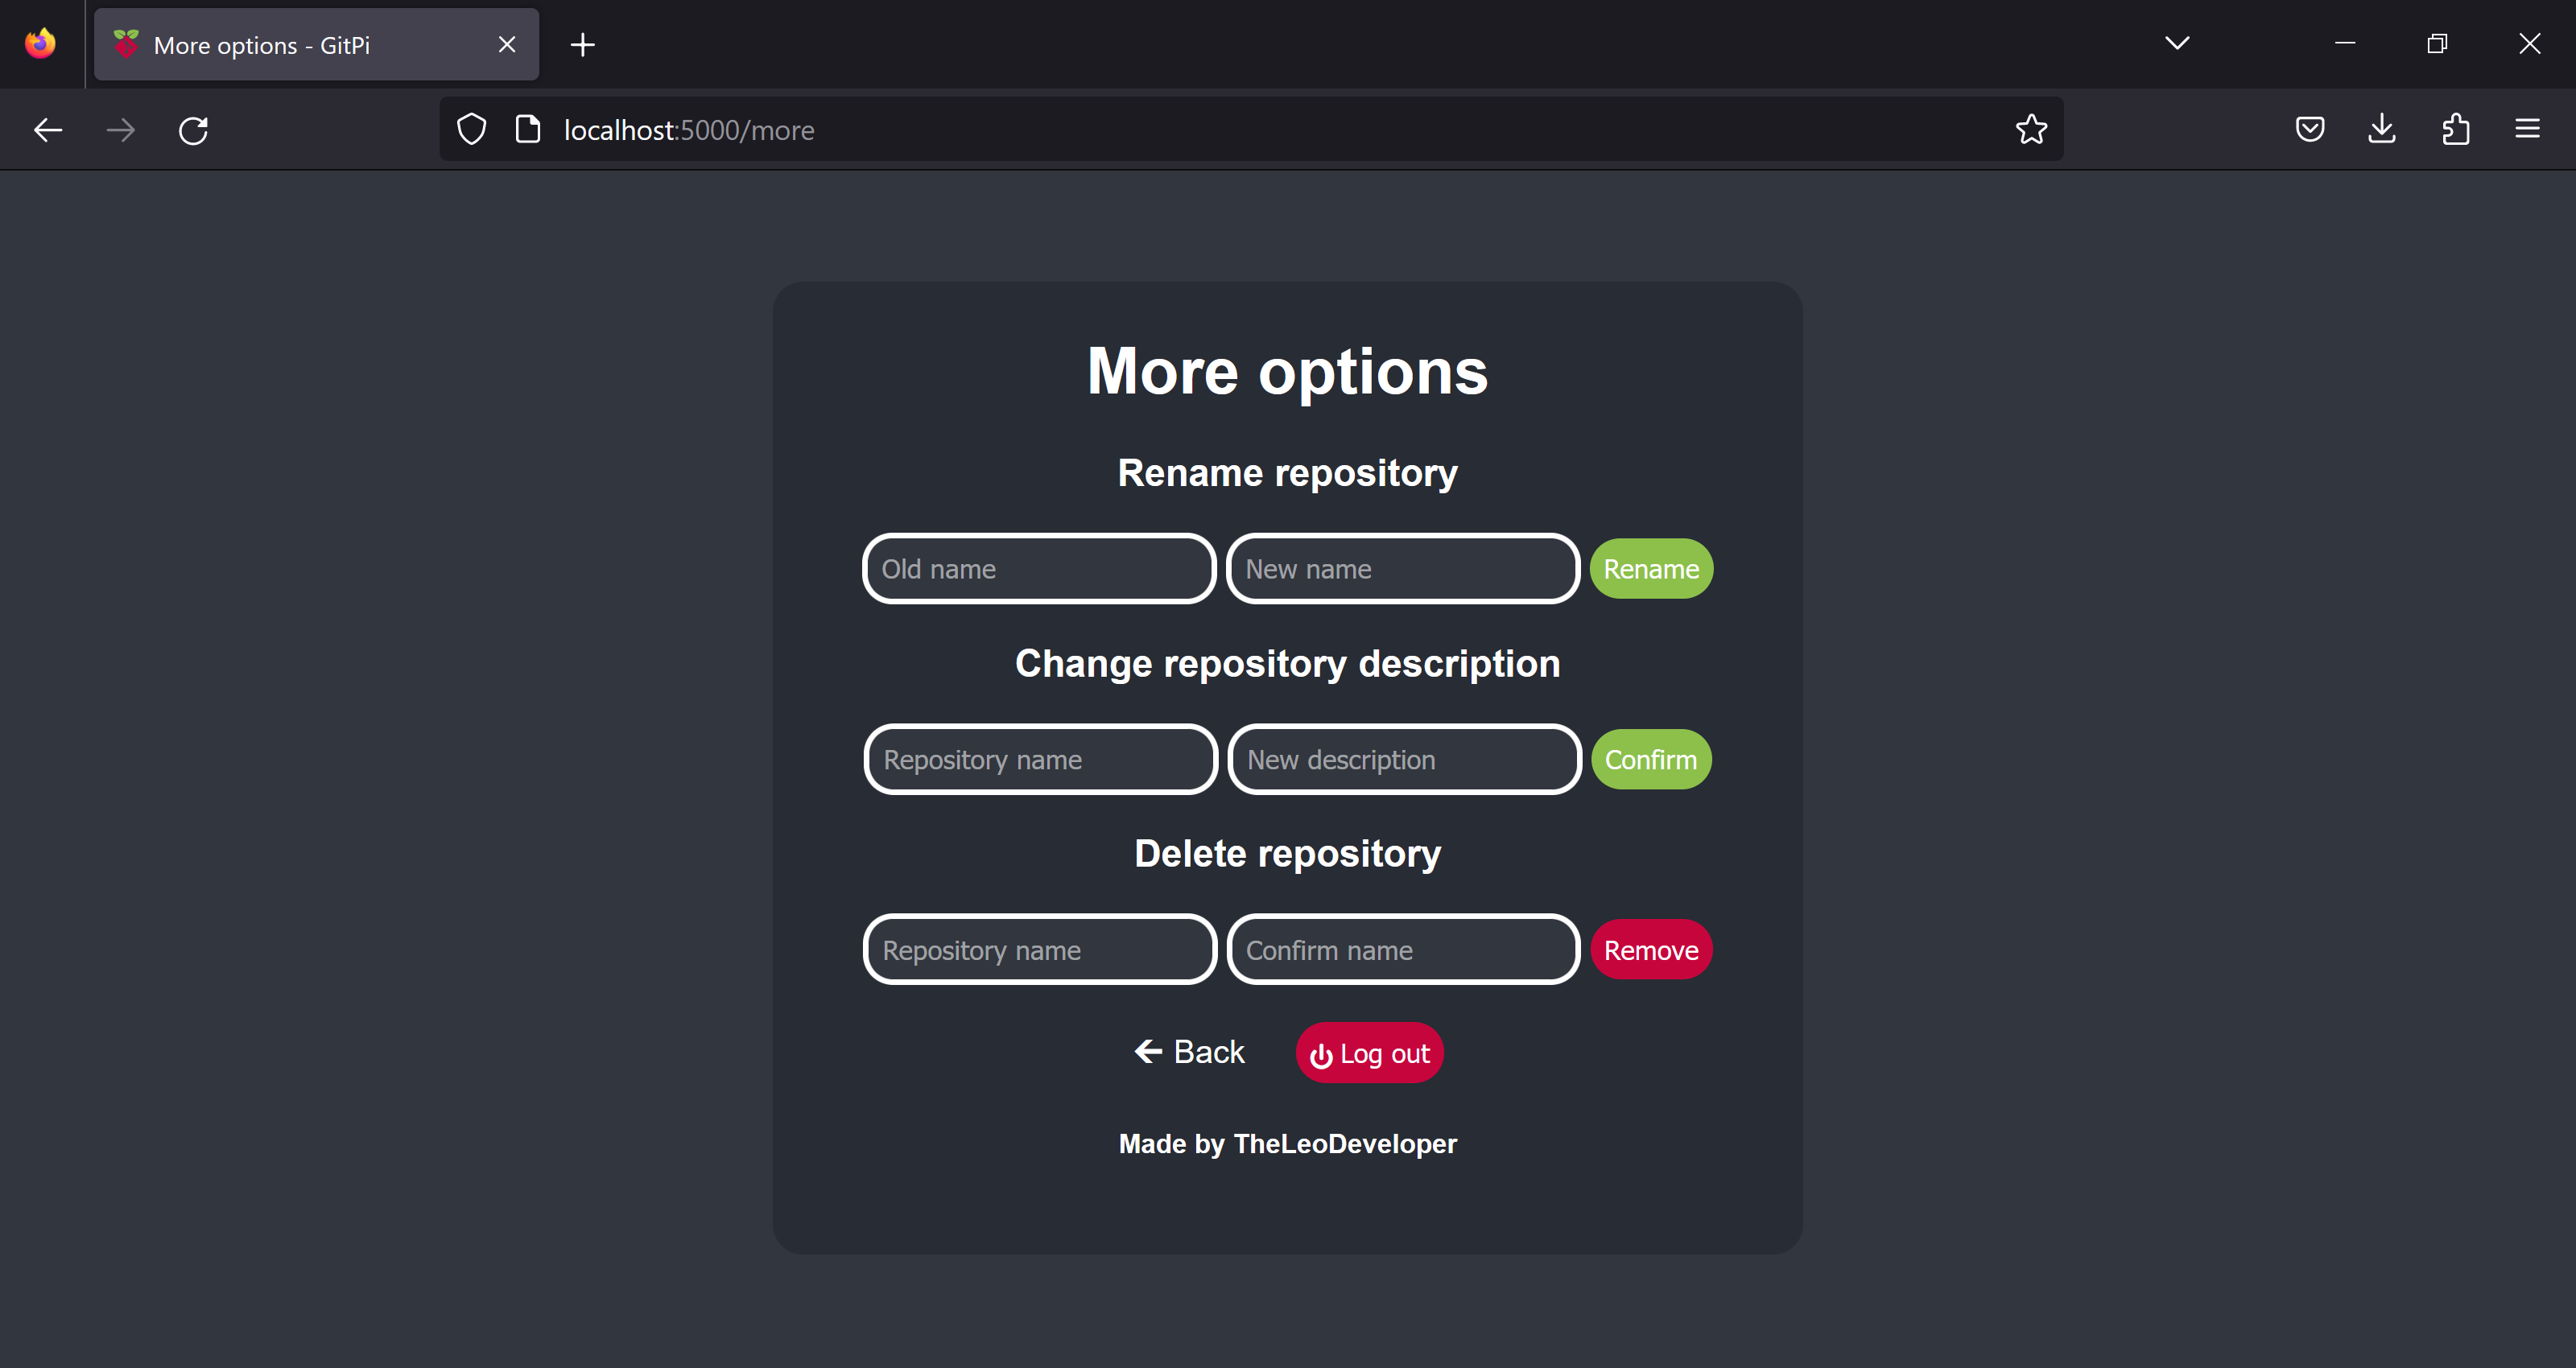 More options - GitPi
localhost:5000/more
More options
Rename repository
Old name New name Rename
Change repository description
Repository name New description Confirm
Delete repository
Repository name Confirm name Remove
Back Log out
Made by TheLeoDeveloper